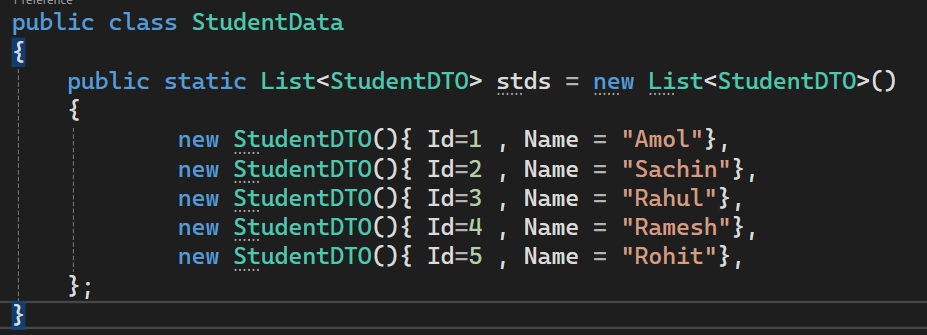 1 reference
public class StudentData
{
public static List<StudentDTO> stds = new List<StudentDTO>()
{
new StudentDTO(){ Id=1 , Name = "Amol"},
new StudentDTO(){ Id=2 , Name = "Sachin"},
new StudentDTO(){ Id=3 , Name = "Rahul"},
new StudentDTO(){ Id=4 , Name = "Ramesh"},
new StudentDTO(){ Id=5 , Name = "Rohit"},
};
}